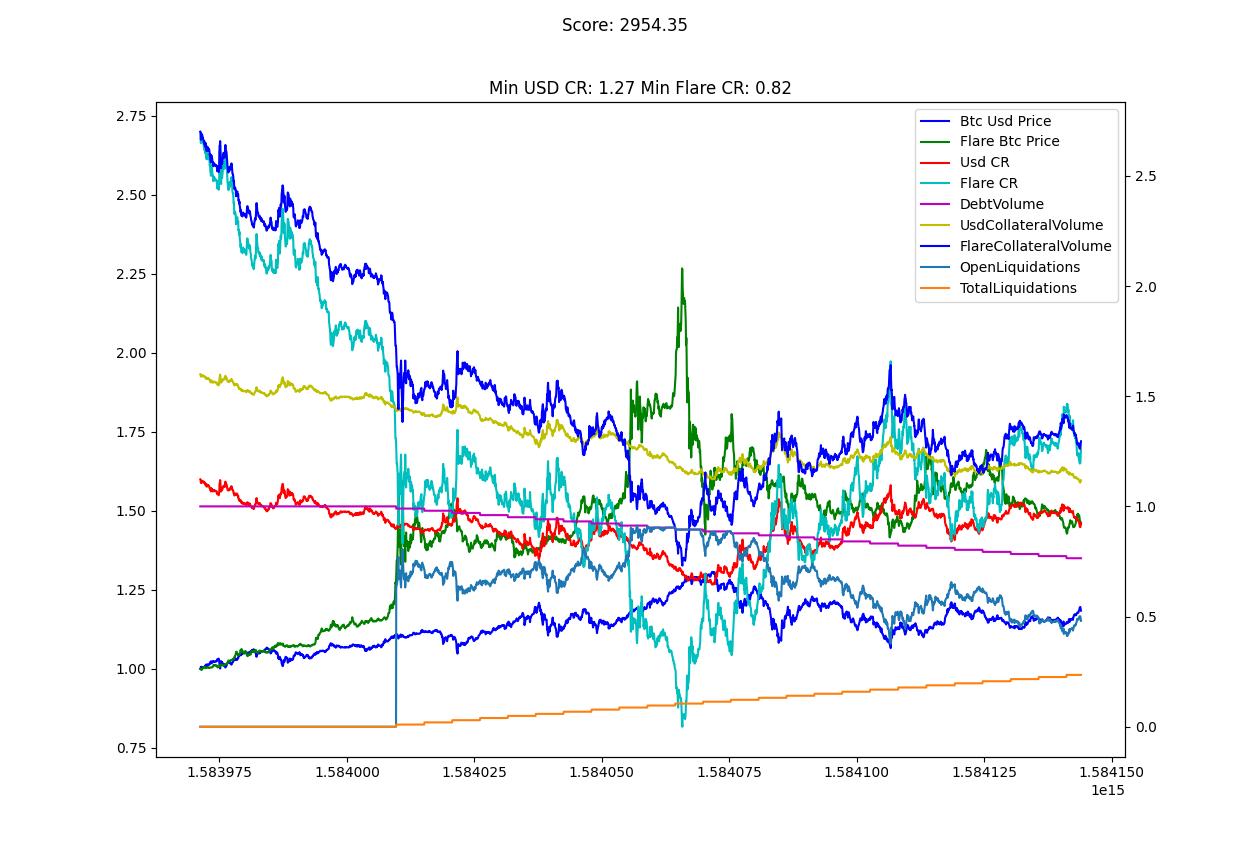 Score: 2954.35
Min USD CR: 1.27 Min Flare CR: 0.82
2.75
2.50
2.25
2.00
1.75
1.50
1.25
1.00
0.75
Btc Usd Price
Flare Btc Price
Usd CR
Flare CR
DebtVolume
UsdCollateralVolume
FlareCollateralVolume
OpenLiquidations
TotalLiquidations
2.5
2.0
1.5
1.0
0.5
0.0
1.583975 1.584000 1.584025 1.584050 1.584075 1.584100 1.584125 1.584150
1e15